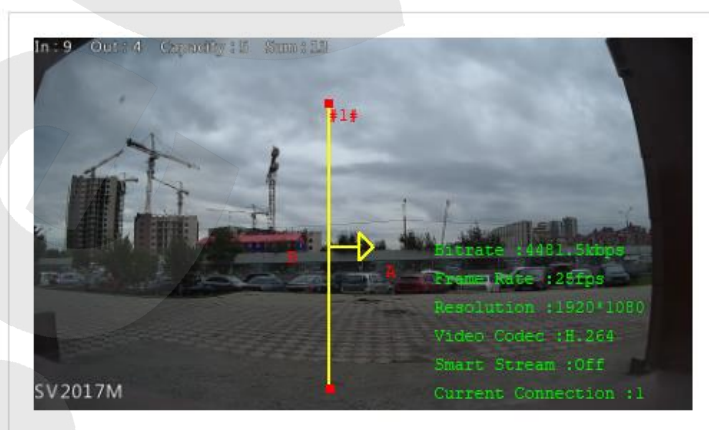 In:9 Out:4 Capacity:5 Sum:13
#1#
B
A
Bitrate :4481.5kbps
Frame Rate :25fps
Resolution :1920*1080
Video Codec :H.264
Smart Stream :Off
Current Connection :1
SV2017M